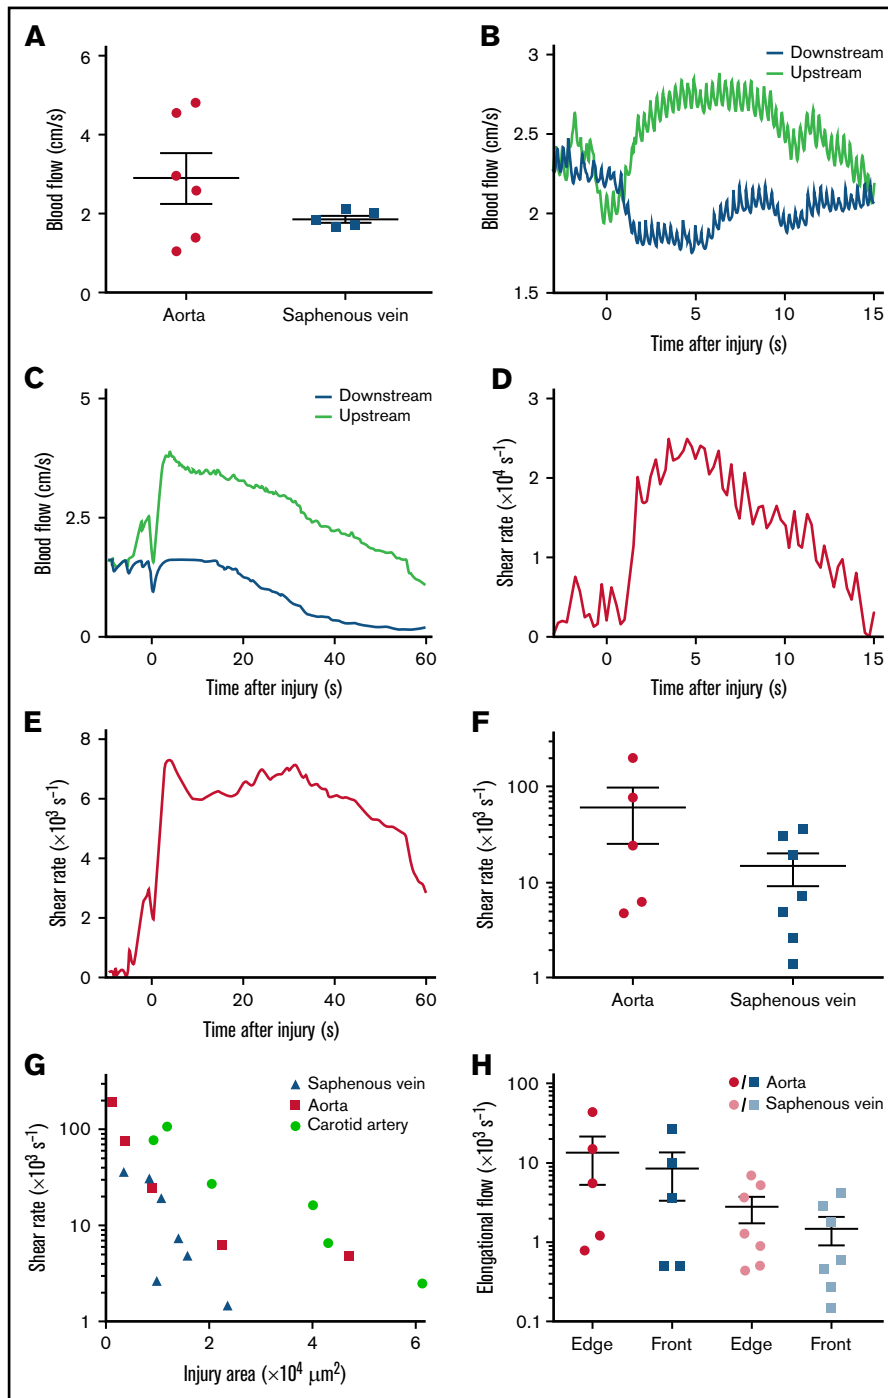 A
Blood flow (cm/s)
6
4
2
0
Aorta
Saphenous vein
B
Downstream
Upstream
Blood flow (cm/s)
3
2.5
2
1.5
0
5
10
15
Time after injury (s)
C
Downstream
Upstream
Blood flow (cm/s)
5
2.5
0
0
20
40
60
Time after injury (s)
D
Shear rate (×10⁴ s⁻¹)
3
2
1
0
0
5
10
15
Time after injury (s)
E
Shear rate (×10³ s⁻¹)
8
6
4
2
0
0
20
40
60
Time after injury (s)
F
Shear rate (×10³ s⁻¹)
100
10
1
Aorta
Saphenous vein
G
Saphenous vein
Aorta
Carotid artery
Shear rate (×10³ s⁻¹)
100
10
1
0
2
4
6
Injury area (×10⁴ μm²)
H
/ Aorta
/ Saphenous vein
Elongational flow (×10³ s⁻¹)
100
10
1
0.1
Edge
Front
Edge
Front